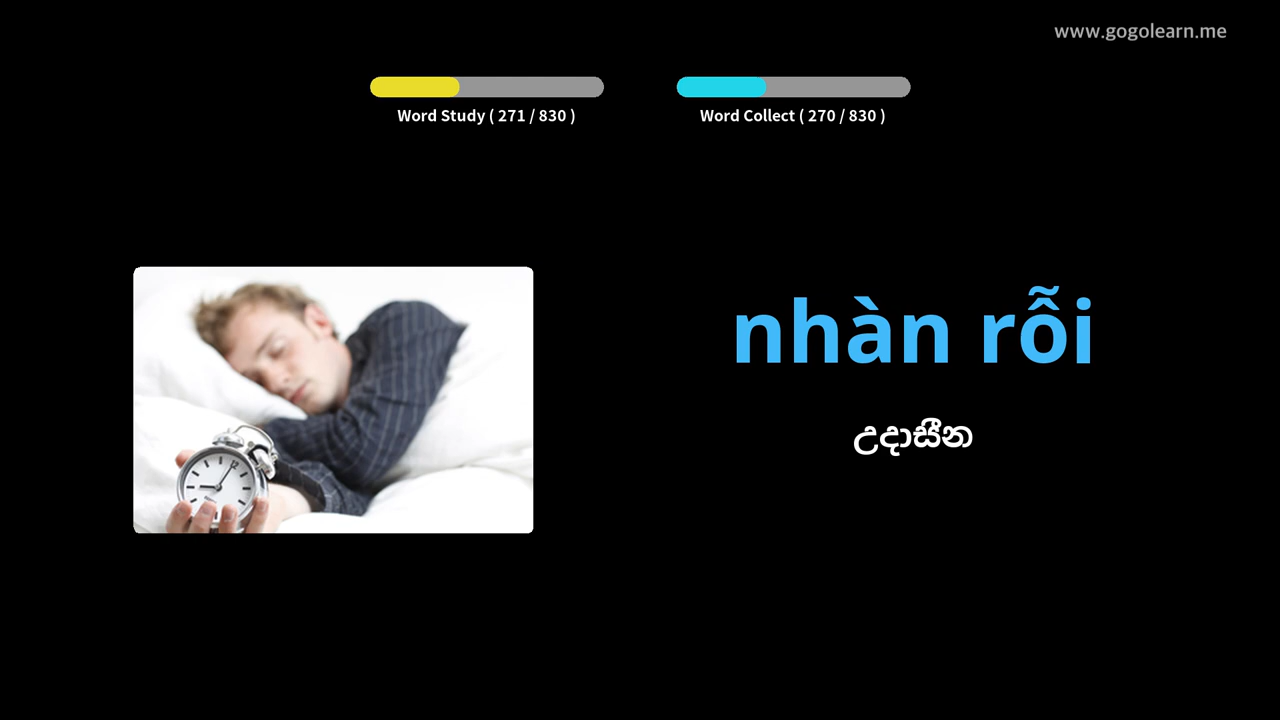 www.gogolearn.me
Word Study ( 271 / 830 )
Word Collect ( 270 / 830 )
nhàn rỗi
උදාසීන